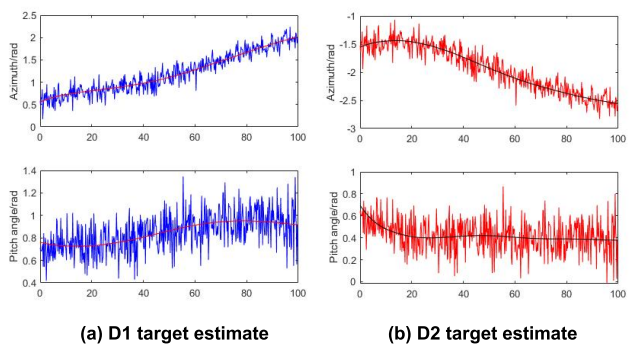 2.5
2
1.5
1
0.5
0
Azimuth/rad
0 20 40 60 80 100
-1
-1.5
-2
-2.5
-3
Azimuth/rad
0 20 40 60 80 100
1.4
1.2
1
0.8
0.6
0.4
Pitch angle/rad
0 20 40 60 80 100
1
0.8
0.6
0.4
0.2
0
Pitch angle/rad
0 20 40 60 80 100
(a) D1 target estimate
(b) D2 target estimate